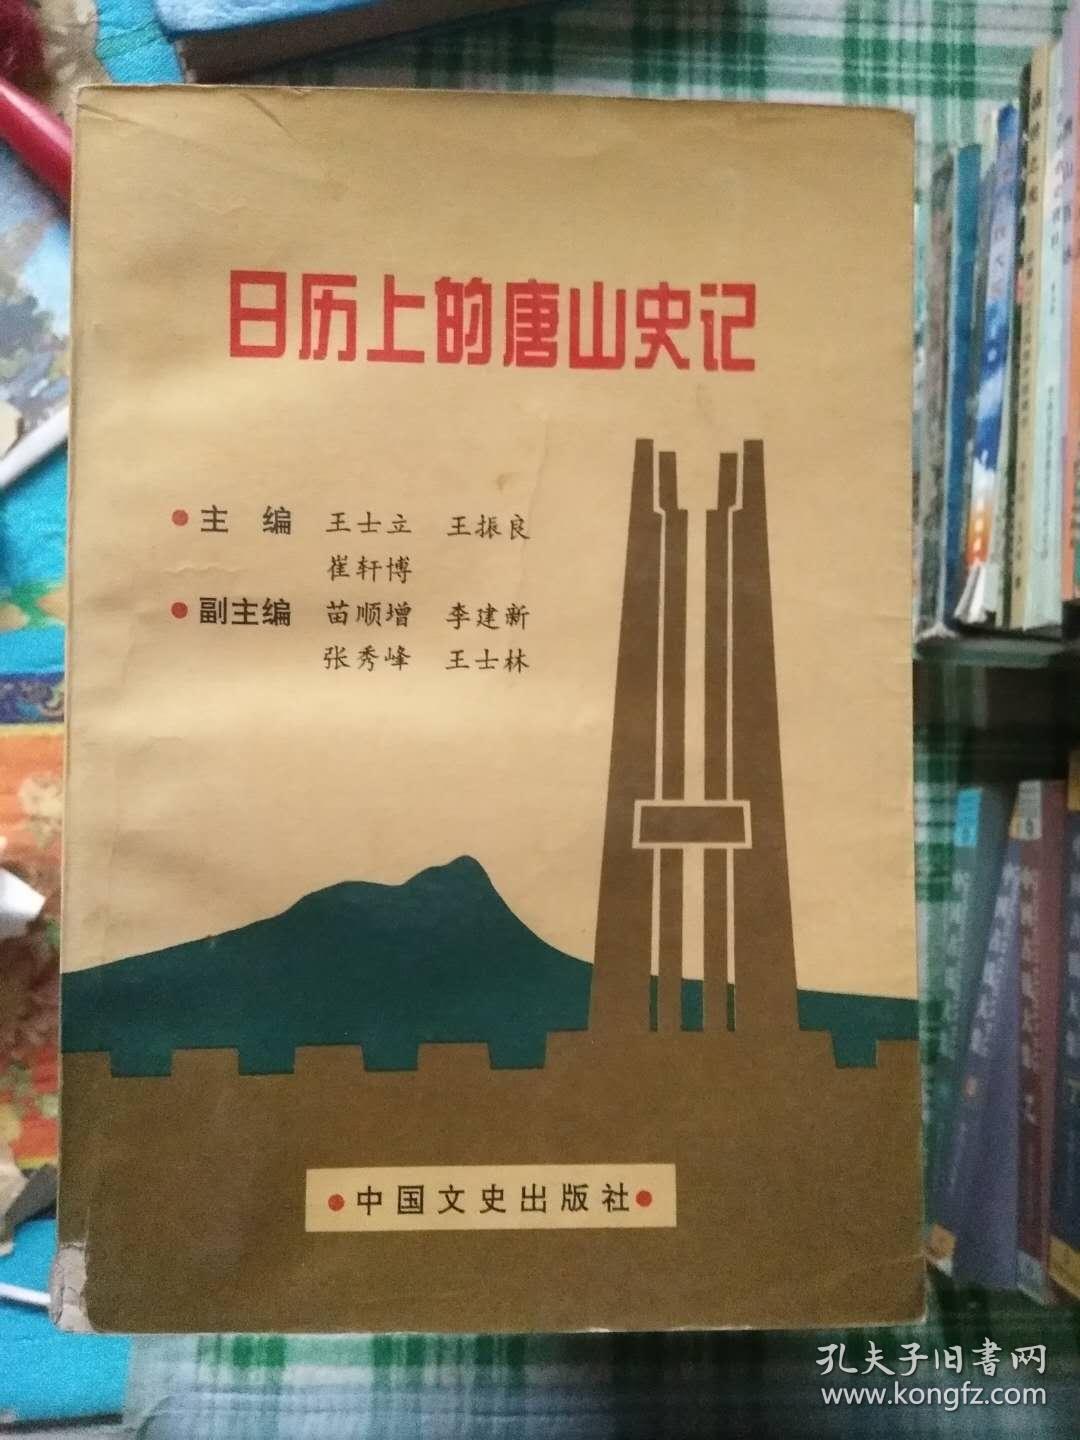 日历上的唐山史记
主 编 王士立 王振良
崔轩博
副主编 苗顺增 李建新
张秀峰 王士林
中国文史出版社
孔夫子旧書网
www.kongfz.com